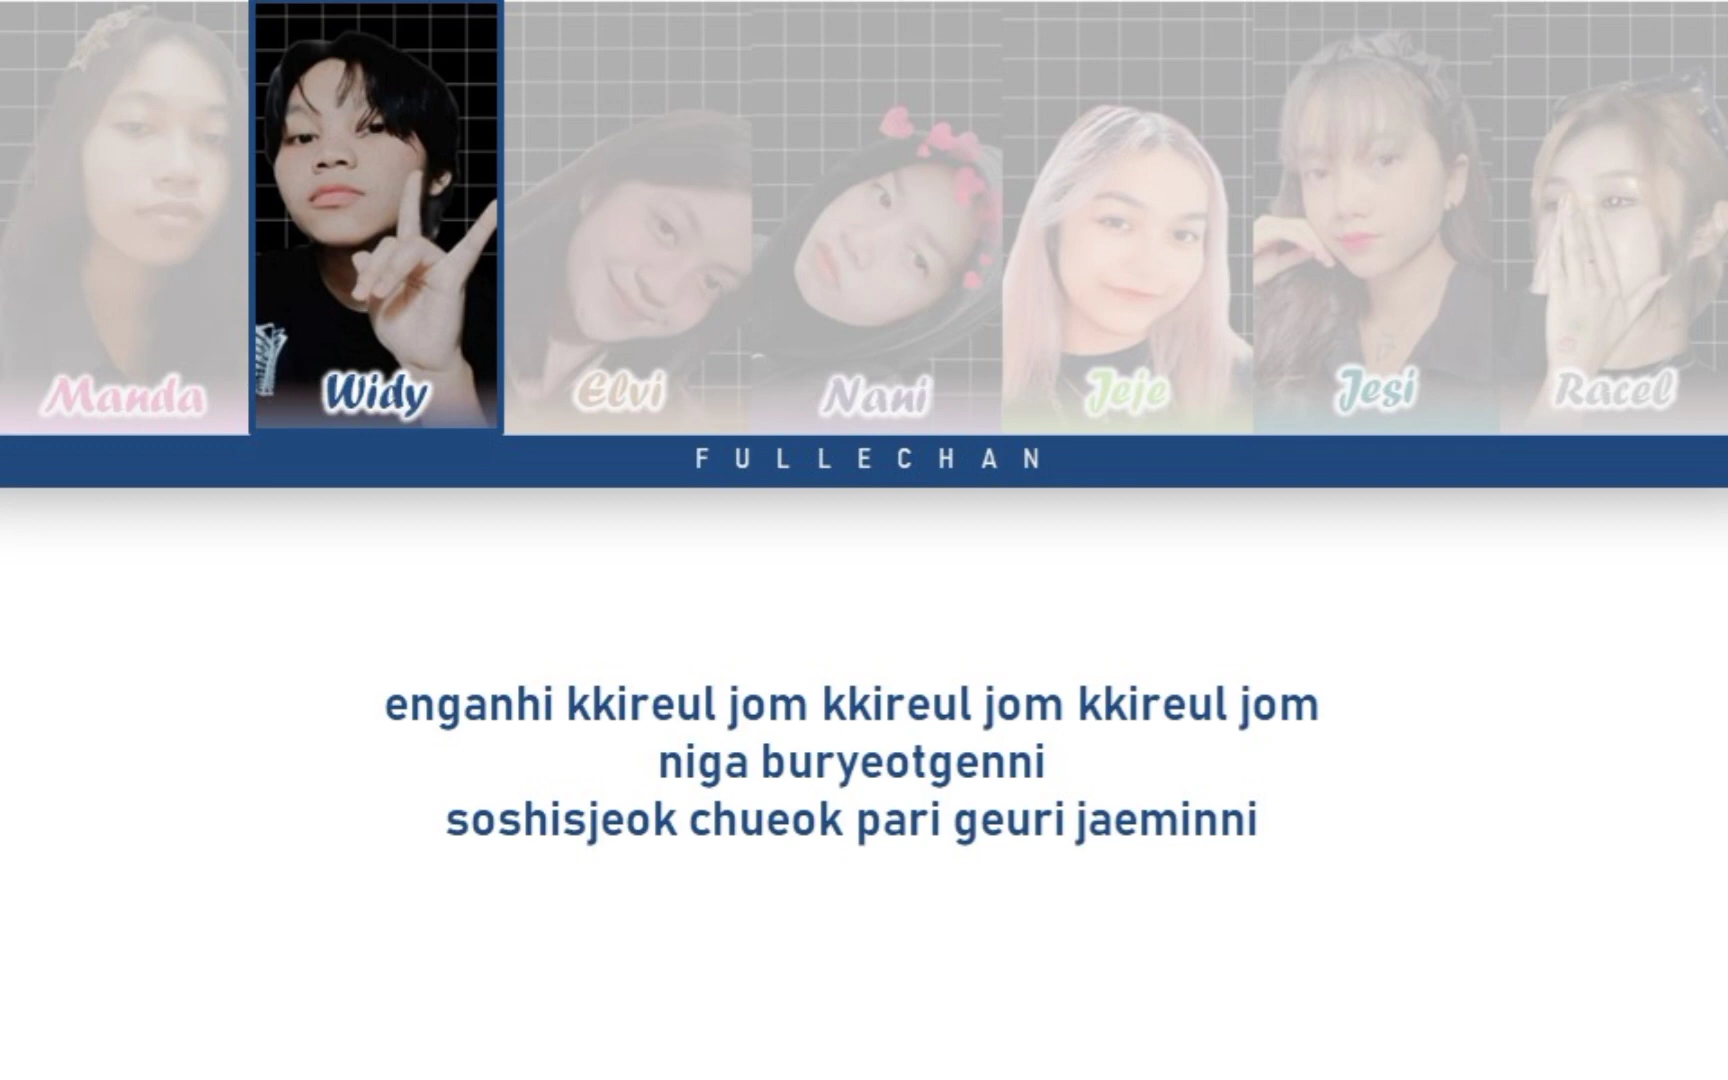 Manda
Widy
Elvi
Nani
Jeje
Jesi
Racel
FULLECHAN
enganhi kkireul jom kkireul jom kkireul jom
niga buryeotgenni
soshisjeok chueok pari geuri jaeminni